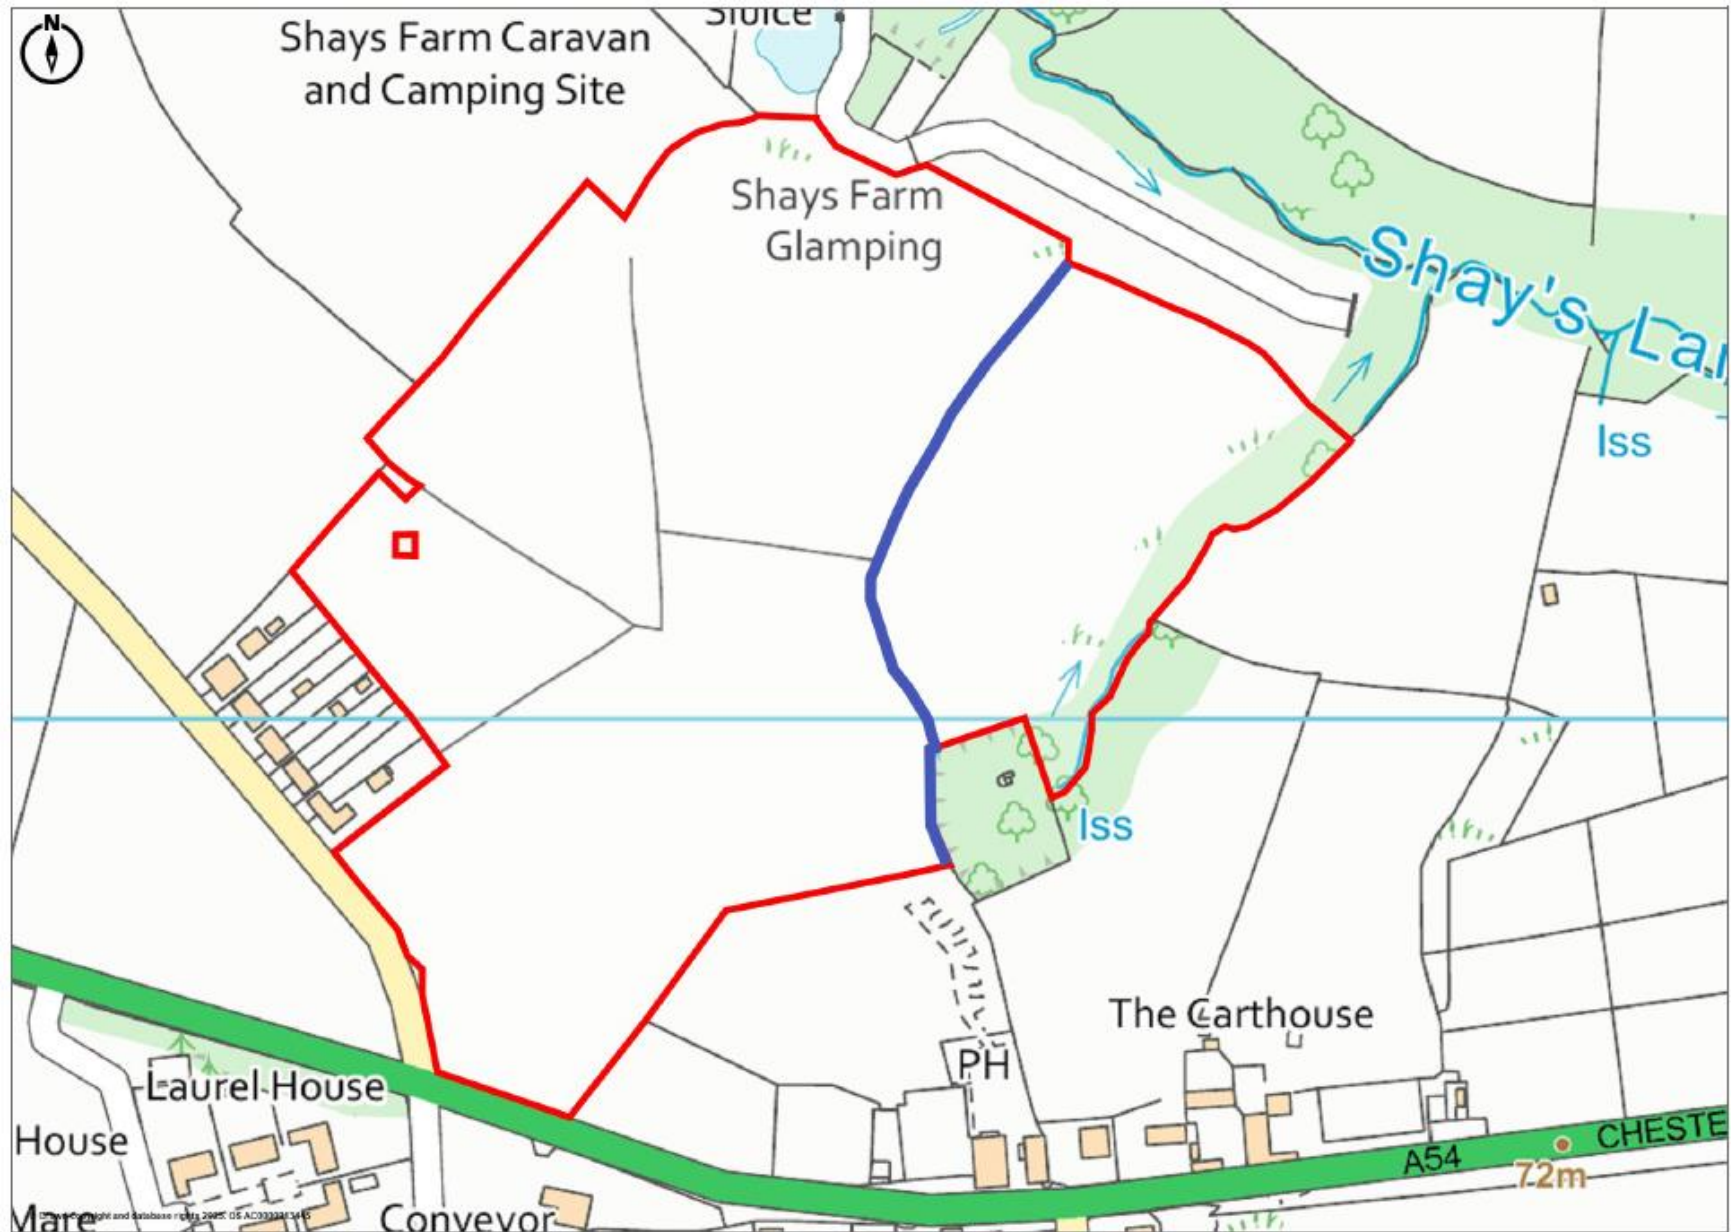 N
Sluice
Shays Farm Caravan
and Camping Site
Shays Farm
Glamping
Shay's La
Iss
Iss
The Carthouse
PH
Laurel House
House
A54
CHESTE
72m
Mare
Conveyor